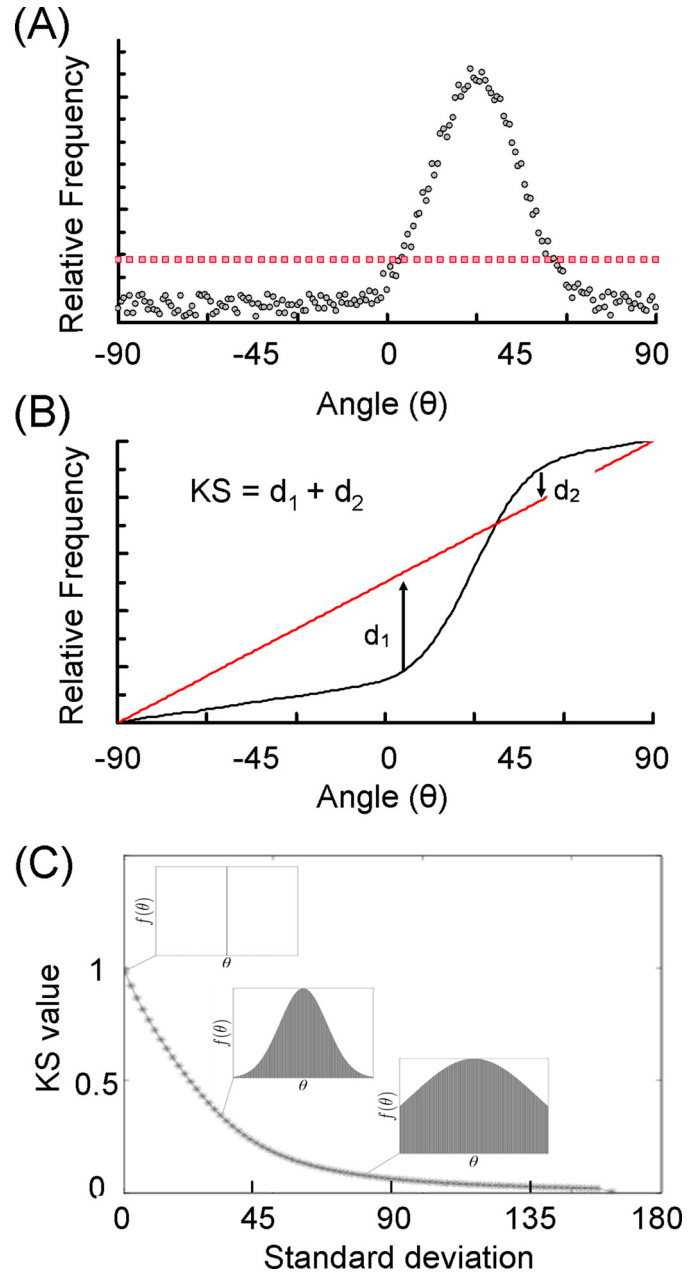 (A)
Relative Frequency
-90 -45 0 45 90
Angle (θ)
(B)
Relative Frequency
KS = d1 + d2
d2
d1
-90 -45 0 45 90
Angle (θ)
(C)
KS value
1
0.5
0
f(θ)
θ
f(θ)
θ
f(θ)
θ
0 45 90 135 180
Standard deviation